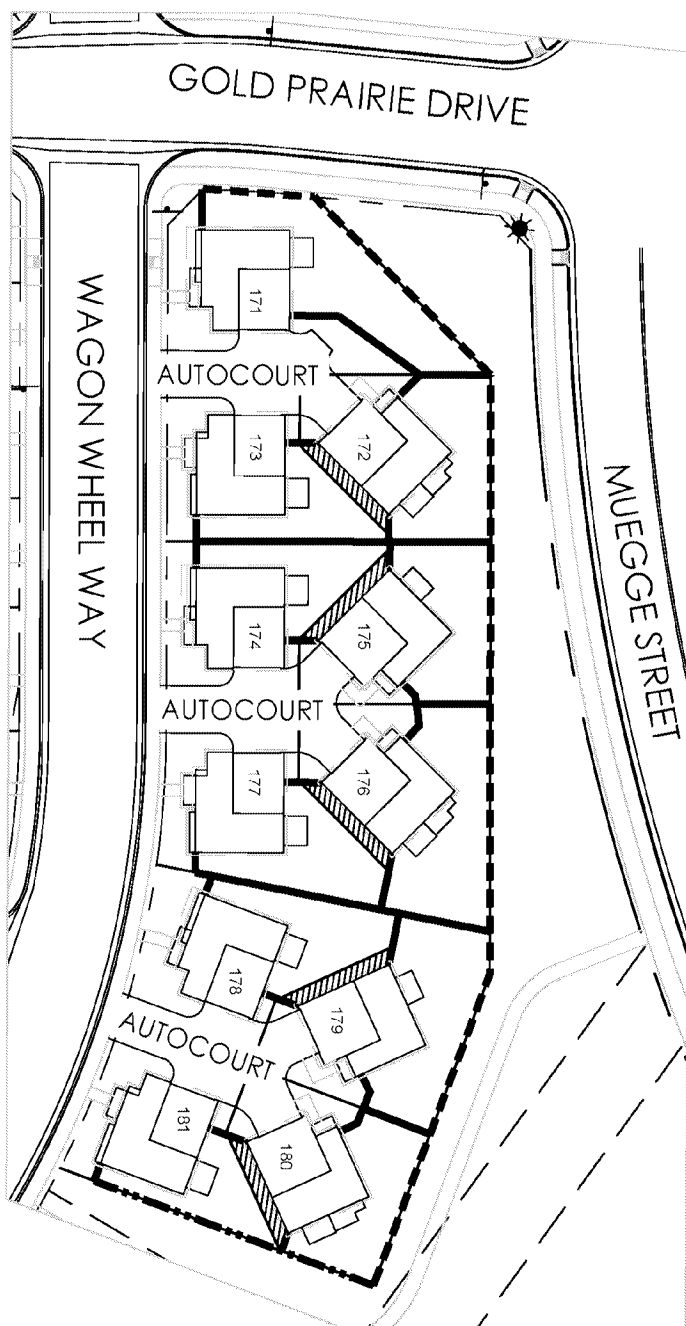 GOLD PRAIRIE DRIVE
WAGON WHEEL WAY
MUEGGE STREET
171
AUTOCOURT
172
173
174
175
AUTOCOURT
176
177
178
179
AUTOCOURT
180
181